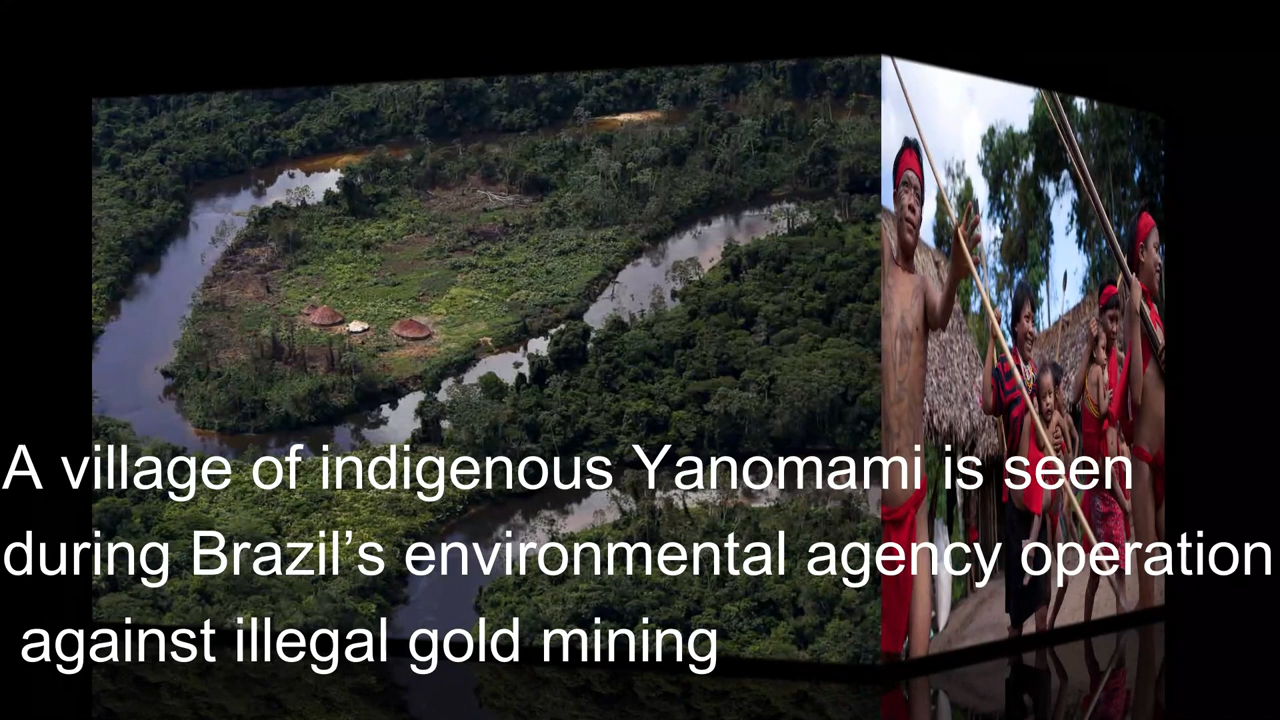 A village of indigenous Yanomami is seen
during Brazil’s environmental agency operation
against illegal gold mining